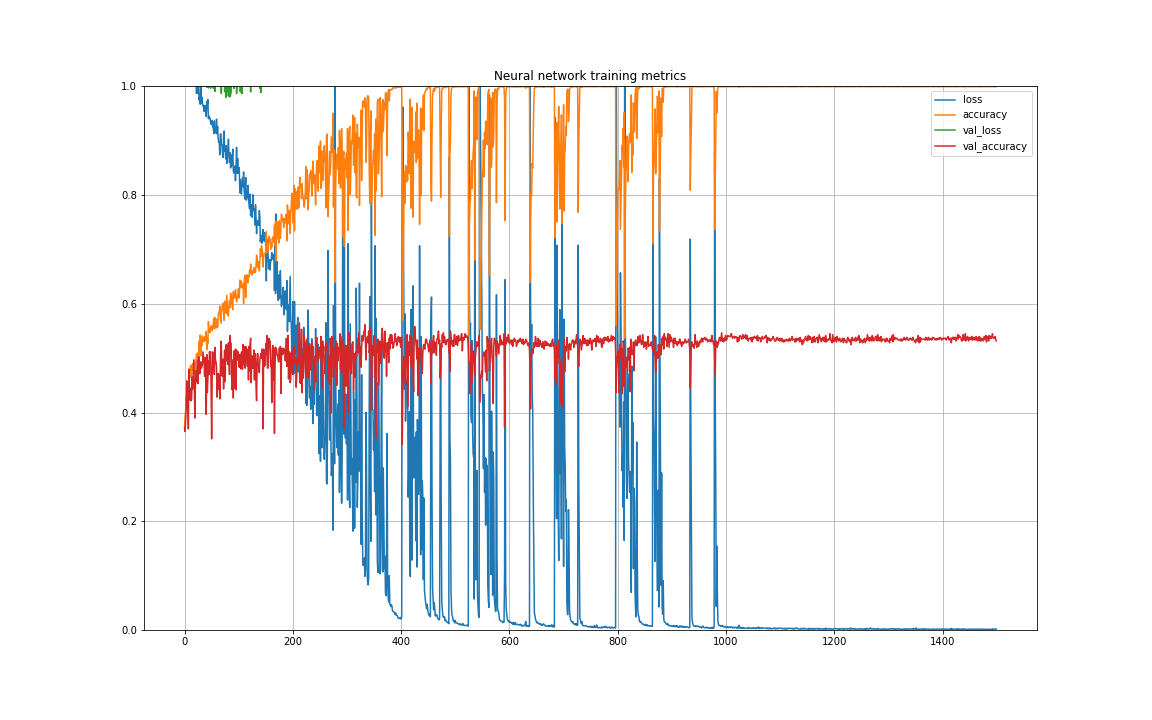 Neural network training metrics
1.0
0.8
0.6
0.4
0.2
0.0
0 200 400 600 800 1000 1200 1400
loss
accuracy
val_loss
val_accuracy